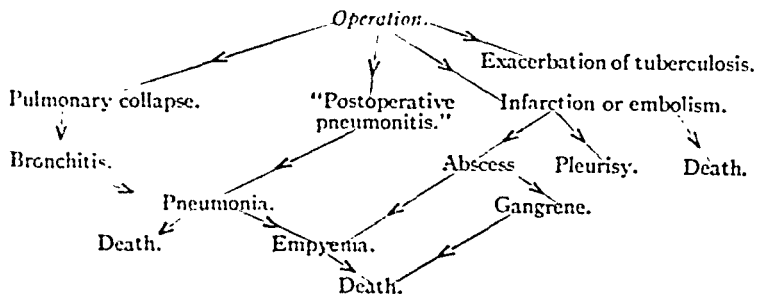 Operation.
Exacerbation of tuberculosis.
Pulmonary collapse.
"Postoperative
pneumonitis."
Infarction or embolism.
Bronchitis.
Abscess
Pleurisy.
Death.
Pneumonia.
Gangrene.
Death.
Empyema.
Death.